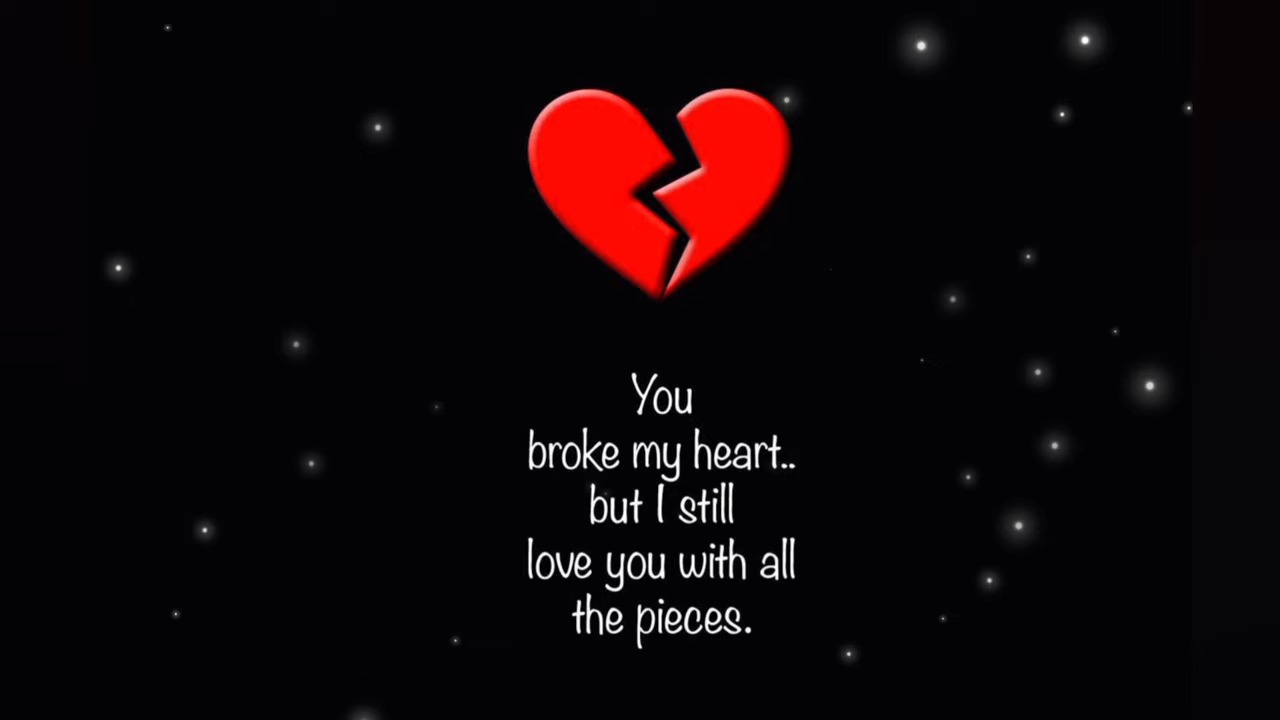 You
broke my heart..
but I still
love you with all
the pieces.